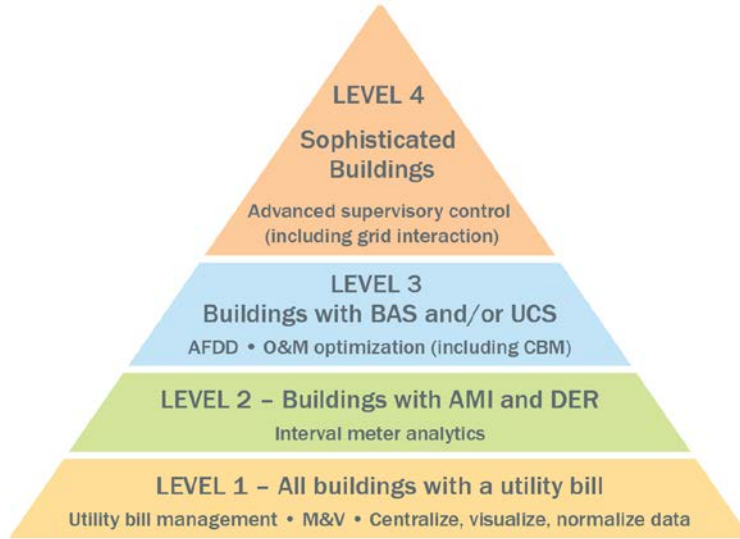 LEVEL 4
Sophisticated
Buildings
Advanced supervisory control
(including grid interaction)
LEVEL 3
Buildings with BAS and/or UCS
AFDD • O&M optimization (including CBM)
LEVEL 2 – Buildings with AMI and DER
Interval meter analytics
LEVEL 1 – All buildings with a utility bill
Utility bill management • M&V • Centralize, visualize, normalize data